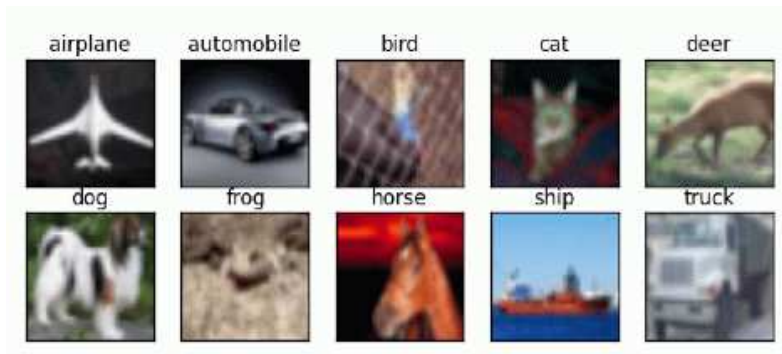 airplane automobile bird cat deer
dog frog horse ship truck